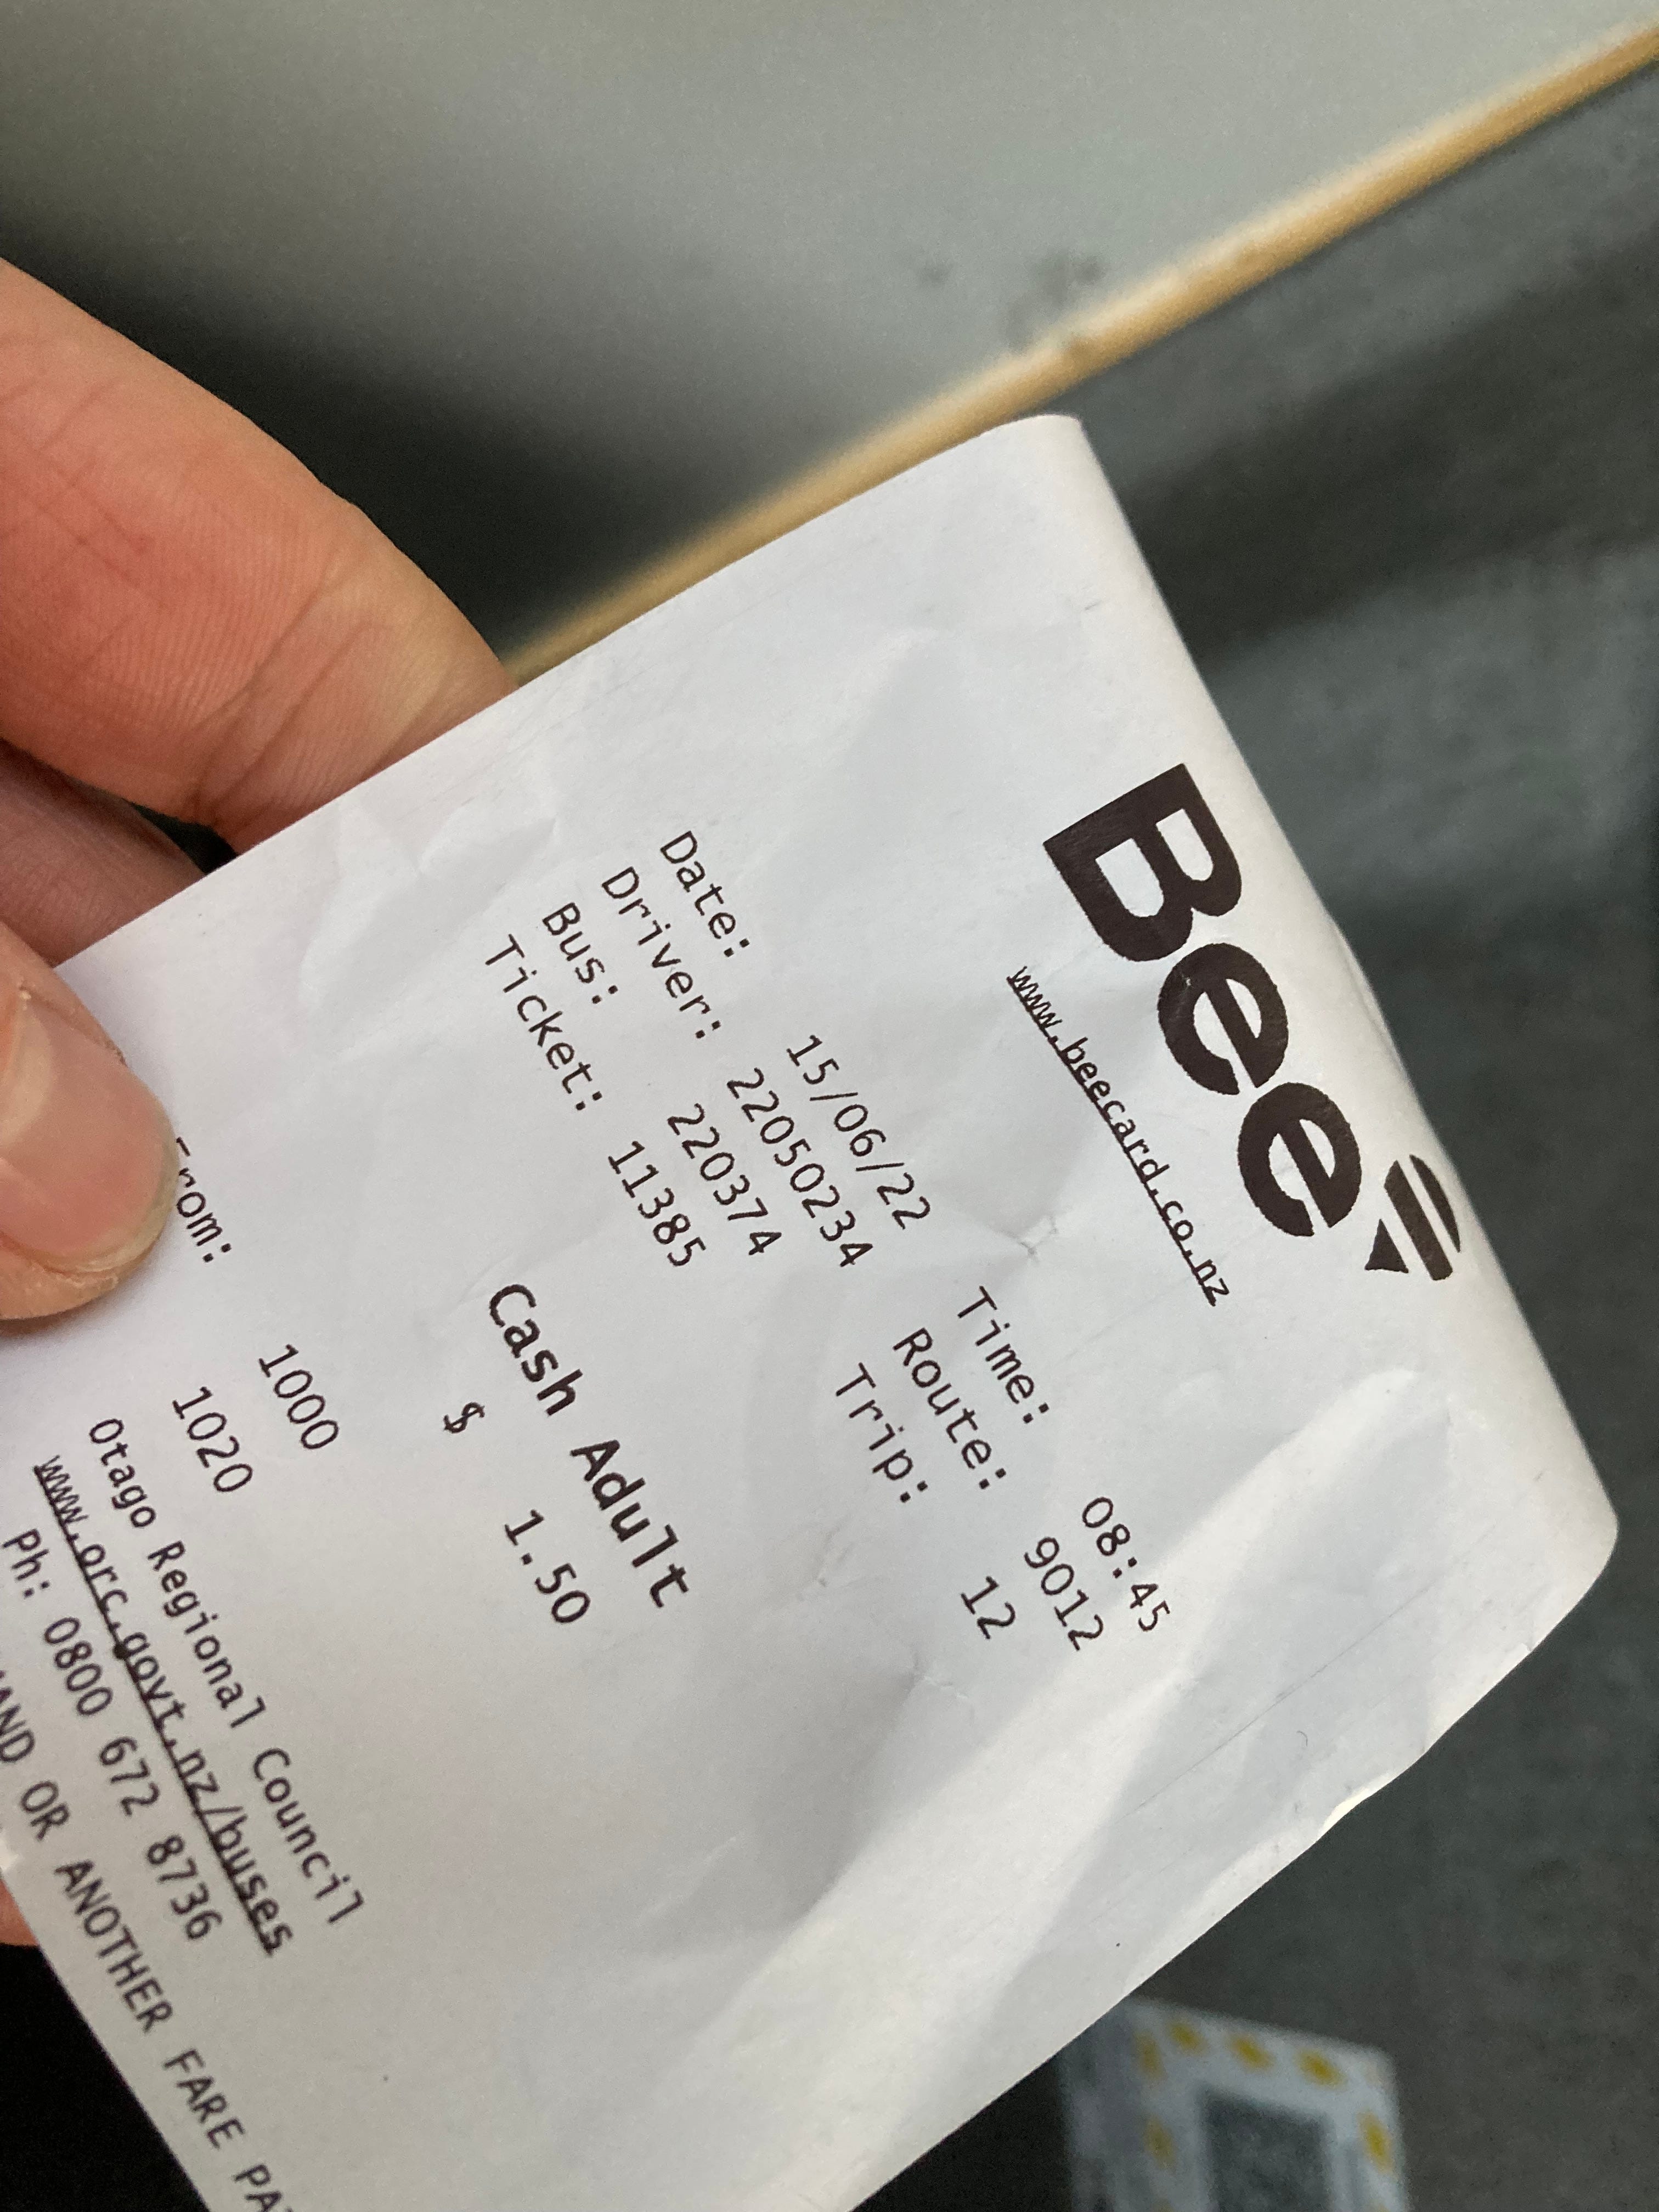 Bee
www.beecard.co.nz
Date: 15/06/22 Time: 08:45
Driver: 22050234 Route: 9012
Bus: 220374 Trip: 12
Ticket: 11385
Cash Adult
$ 1.50
From: 1000
1020
Otago Regional Council
www.orc.govt.nz/buses
Ph: 0800 672 8736
OR ANOTHER FARE